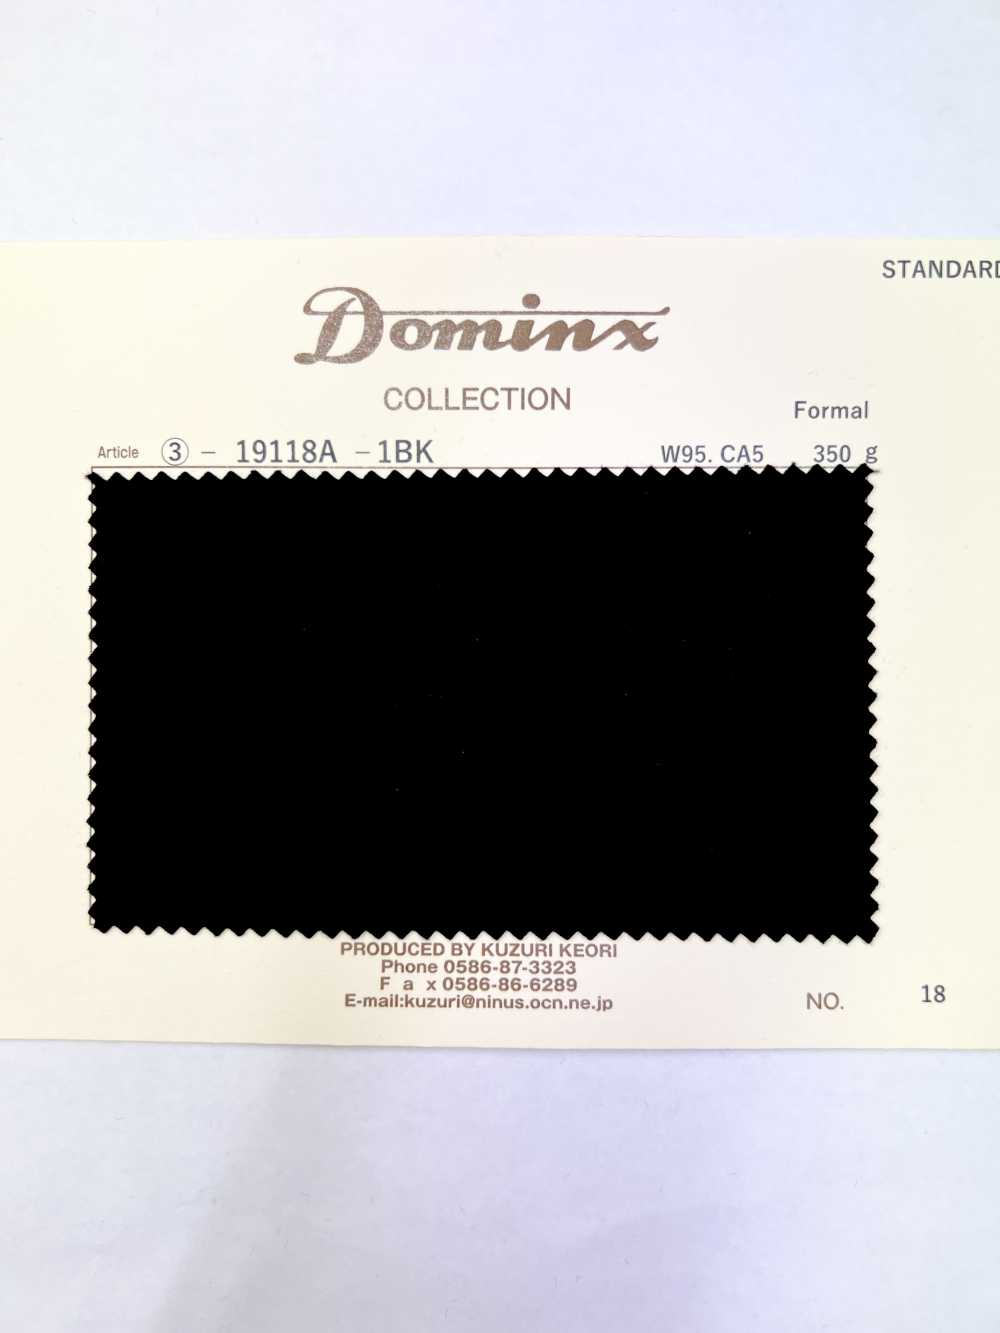 STANDARD
Dominx
COLLECTION
Formal
Article ③ - 19118A - 1BK W95. CA5 350 g
PRODUCED BY KUZURI KEORI
Phone 0586-87-3323
F a x 0586-86-6289
E-mail:kuzuri@ninus.ocn.ne.jp
NO. 18